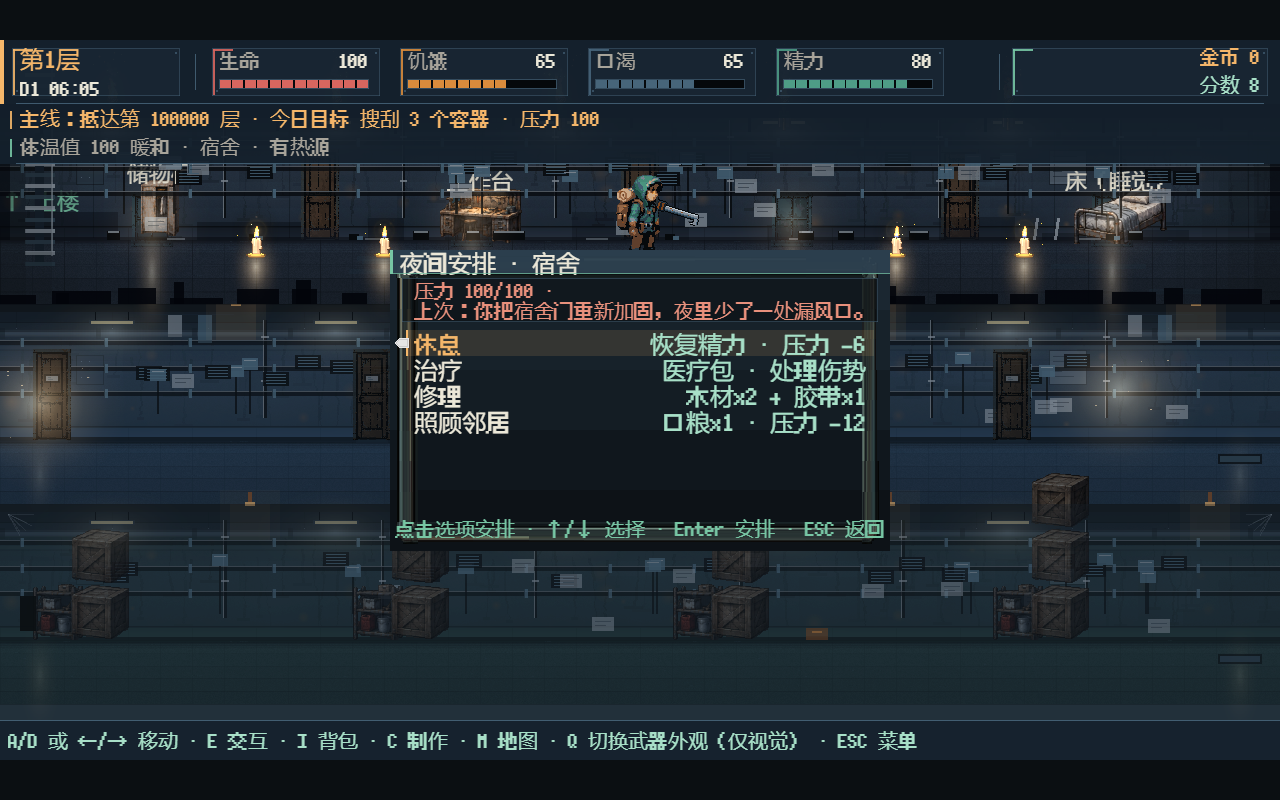 第1层
D1 06:05
生命 100
饥饿 65
口渴 65
精力 80
金币 0
分数 8
主线：抵达第 100000 层 · 今日目标 搜刮 3 个容器 · 压力 100
体温值 100 暖和 · 宿舍 · 有热源
储物
作台
床（睡觉）
楼
夜间安排 · 宿舍
压力 100/100 ·
上次：你把宿舍门重新加固，夜里少了一处漏风口。
休息 恢复精力 · 压力 -6
治疗 医疗包 · 处理伤势
修理 木材x2 + 胶带x1
照顾邻居 口粮x1 · 压力 -12
点击选项安排 · ↑/↓ 选择 · Enter 安排 · ESC 返回
A/D 或 ←/→ 移动 · E 交互 · I 背包 · C 制作 · M 地图 · Q 切换武器外观（仅视觉） · ESC 菜单